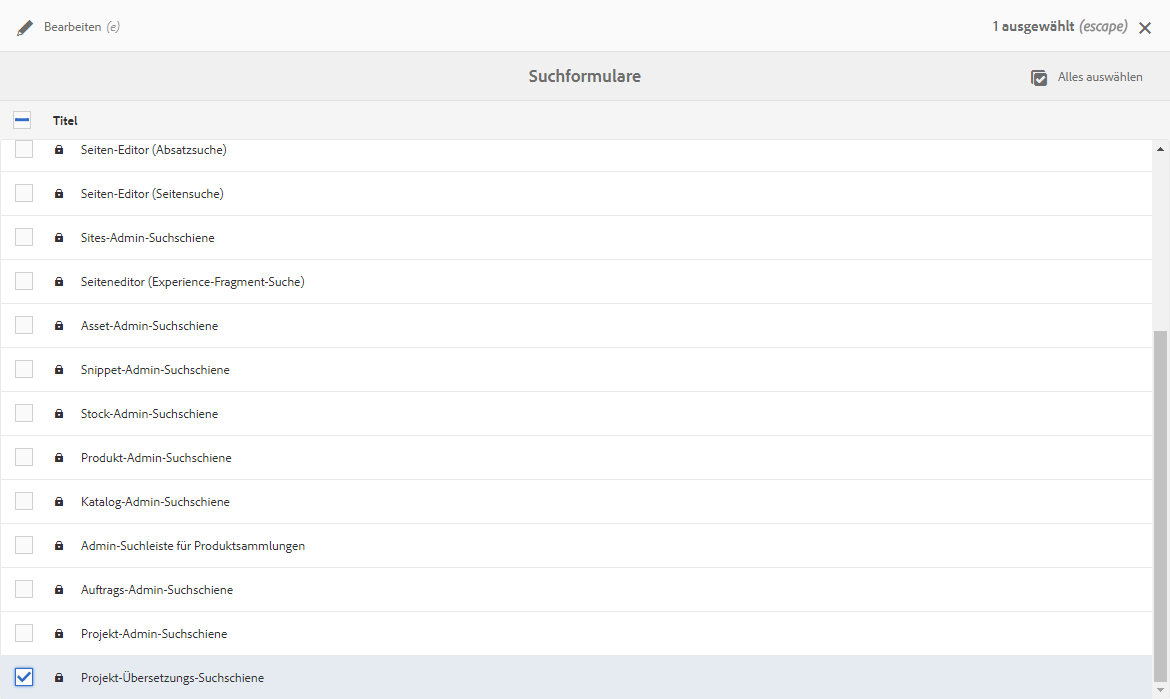 Bearbeiten (e)
1 ausgewählt (escape)
Suchformulare
Alles auswählen
Titel
Seiten-Editor (Absatzsuche)
Seiten-Editor (Seitensuche)
Sites-Admin-Suchschiene
Seiteneditor (Experience-Fragment-Suche)
Asset-Admin-Suchschiene
Snippet-Admin-Suchschiene
Stock-Admin-Suchschiene
Produkt-Admin-Suchschiene
Katalog-Admin-Suchschiene
Admin-Suchleiste für Produktsammlungen
Auftrags-Admin-Suchschiene
Projekt-Admin-Suchschiene
Projekt-Übersetzungs-Suchschiene